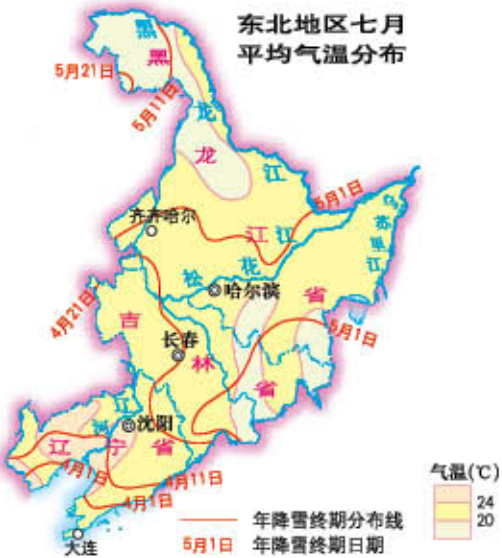 东北地区七月
平均气温分布
黑
黑
5月21日
5月11日
龙
龙
江
5月1日
乌
苏
里
江
齐齐哈尔
江
江
花
松
哈尔滨
省
4月21日
吉
5月1日
长春
林
省
江
河
沈阳
辽
宁
省
4月1日
4月11日
4月1日
大连
气温(℃)
24
20
年降雪终期分布线
5月1日 年降雪终期日期